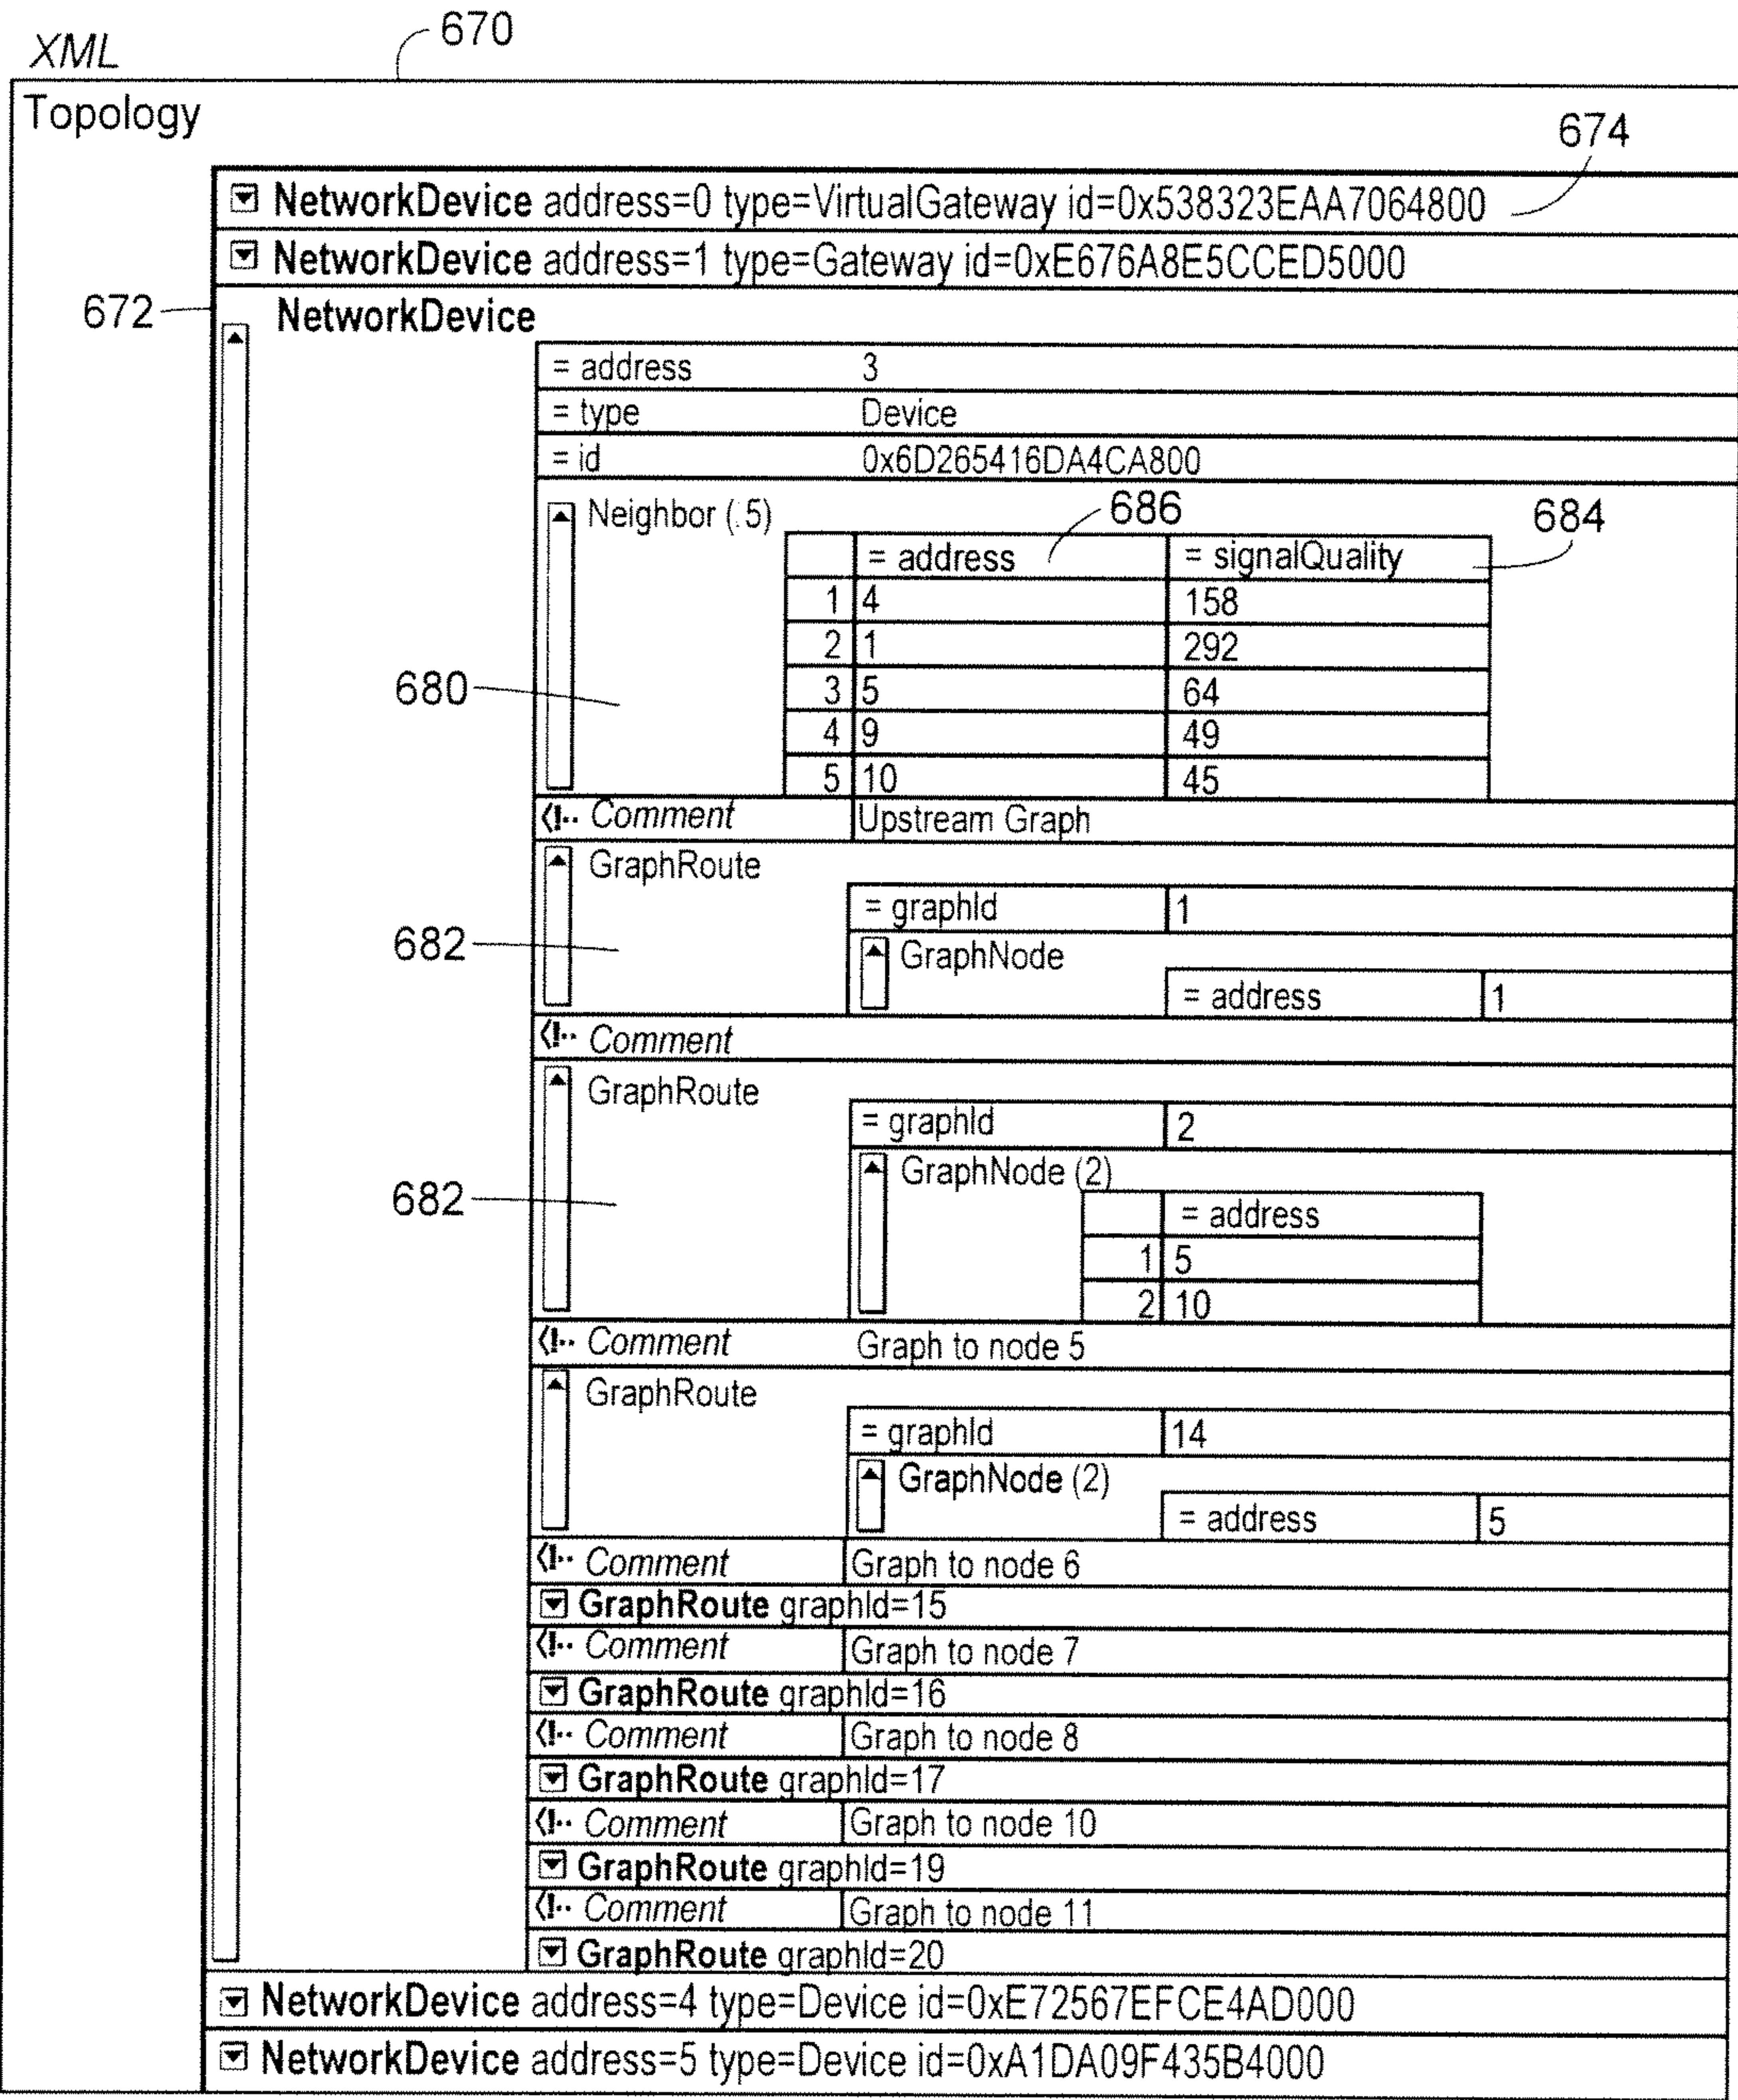 XML
670
Topology
674
NetworkDevice address=0 type=VirtualGateway id=0x538323EAA7064800
NetworkDevice address=1 type=Gateway id=0xE676A8E5CCED5000
672
NetworkDevice
= address 3
= type Device
= id 0x6D265416DA4CA800
Neighbor (.5) 686 684
= address = signalQuality
1 4 158
2 1 292
680 3 5 64
4 9 49
5 10 45
<!.. Comment Upstream Graph
GraphRoute
= graphId 1
682 GraphNode
= address 1
<!.. Comment
GraphRoute
= graphId 2
GraphNode (2)
682 = address
1 5
2 10
<!.. Comment Graph to node 5
GraphRoute
= graphId 14
GraphNode (2)
= address 5
<!.. Comment Graph to node 6
GraphRoute graphId=15
<!.. Comment Graph to node 7
GraphRoute graphId=16
<!.. Comment Graph to node 8
GraphRoute graphId=17
<!.. Comment Graph to node 10
GraphRoute graphId=19
<!.. Comment Graph to node 11
GraphRoute graphId=20
NetworkDevice address=4 type=Device id=0xE72567EFCE4AD000
NetworkDevice address=5 type=Device id=0xA1DA09F435B4000